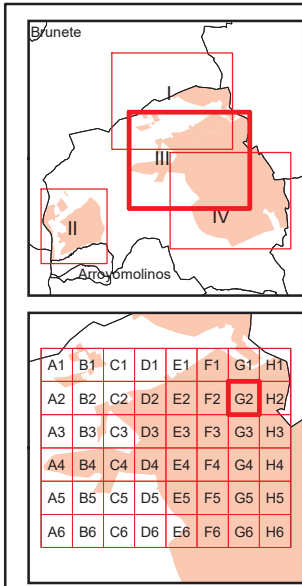 Brunete
I
III
IV
II
Arroyomolinos
A1 B1 C1 D1 E1 F1 G1 H1
A2 B2 C2 D2 E2 F2 G2 H2
A3 B3 C3 D3 E3 F3 G3 H3
A4 B4 C4 D4 E4 F4 G4 H4
A5 B5 C5 D5 E5 F5 G5 H5
A6 B6 C6 D6 E6 F6 G6 H6